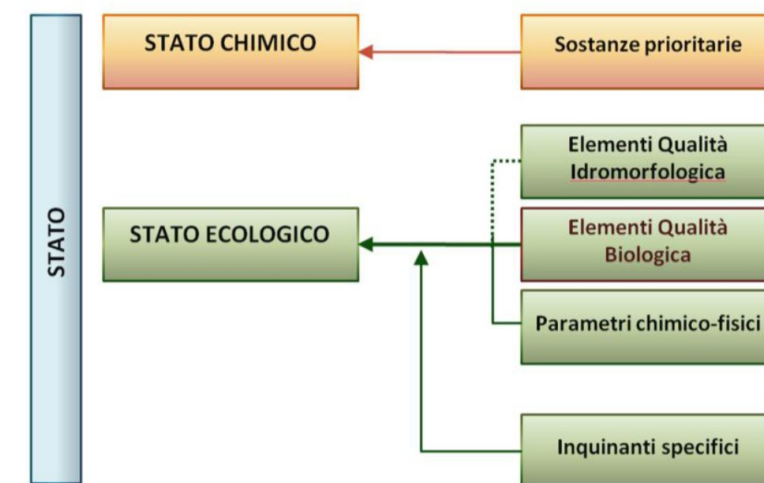 STATO
STATO CHIMICO
Sostanze prioritarie
STATO ECOLOGICO
Elementi Qualità
Idromorfologica
Elementi Qualità
Biologica
Parametri chimico-fisici
Inquinanti specifici